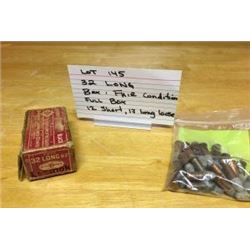 LOT 145
32 LONG
Box: FAIR Condition
FULL Box
12 Short, 17 long loose
32 LONG